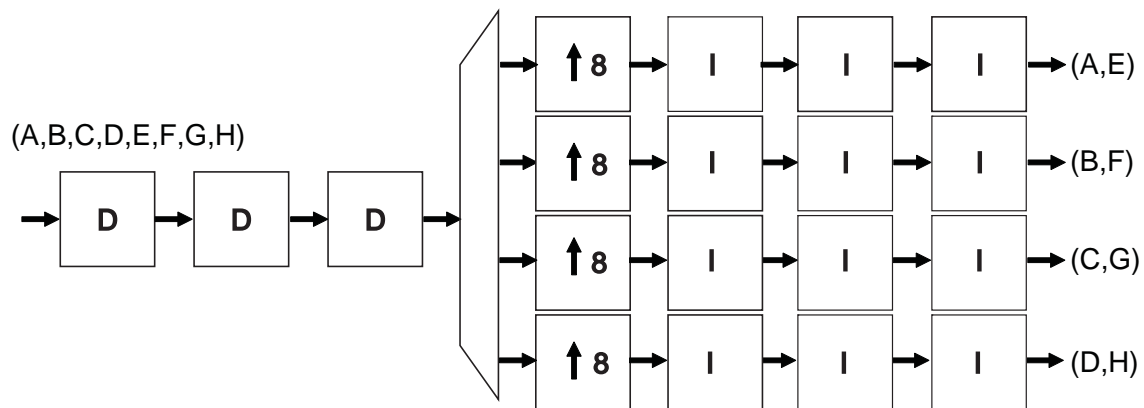 (A,B,C,D,E,F,G,H)
D D D
↑ 8 I I I (A,E)
↑ 8 I I I (B,F)
↑ 8 I I I (C,G)
↑ 8 I I I (D,H)